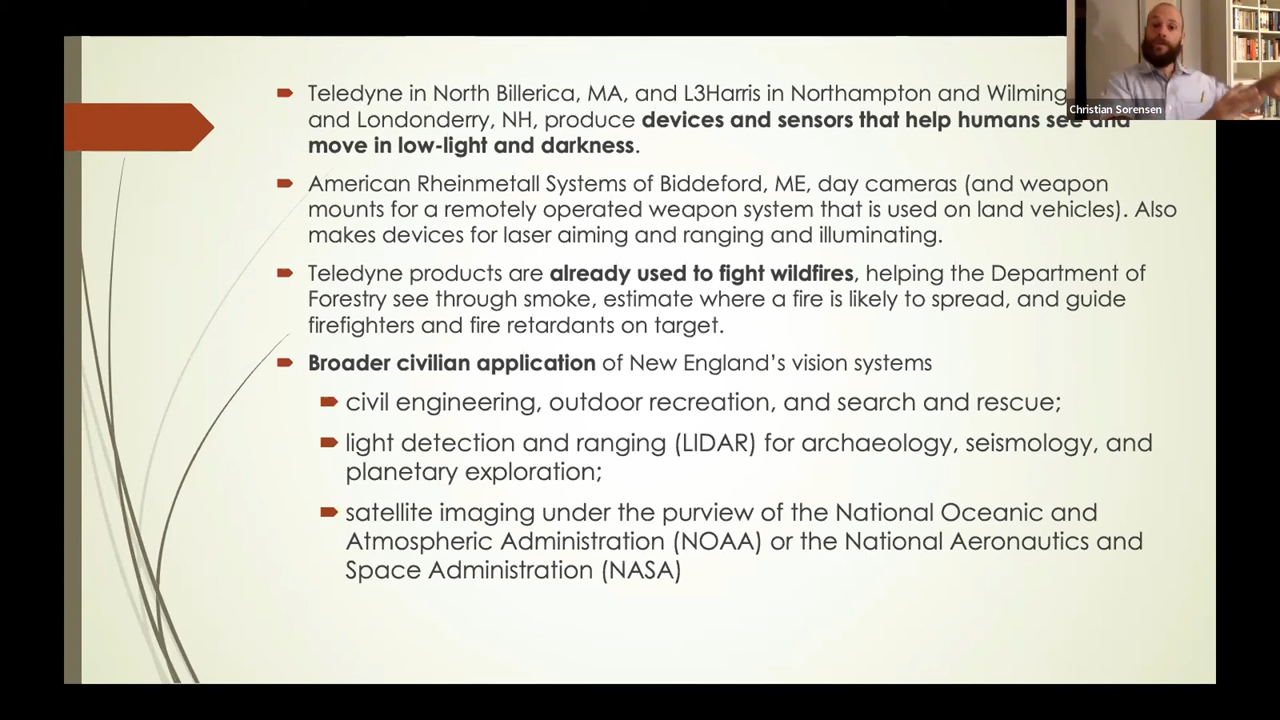 Teledyne in North Billerica, MA, and L3Harris in Northampton and
and Londonderry, NH, produce devices and sensors that help humans see and
move in low-light and darkness.
American Rheinmetall Systems of Biddeford, ME, day cameras (and weapon
mounts for a remotely operated weapon system that is used on land vehicles). Also
makes devices for laser aiming and ranging and illuminating.
Teledyne products are already used to fight wildfires, helping the Department of
Forestry see through smoke, estimate where a fire is likely to spread, and guide
firefighters and fire retardants on target.
Broader civilian application of New England's vision systems
civil engineering, outdoor recreation, and search and rescue;
light detection and ranging (LIDAR) for archaeology, seismology, and
planetary exploration;
satellite imaging under the purview of the National Oceanic and
Atmospheric Administration (NOAA) or the National Aeronautics and
Space Administration (NASA)
Christian Sorensen